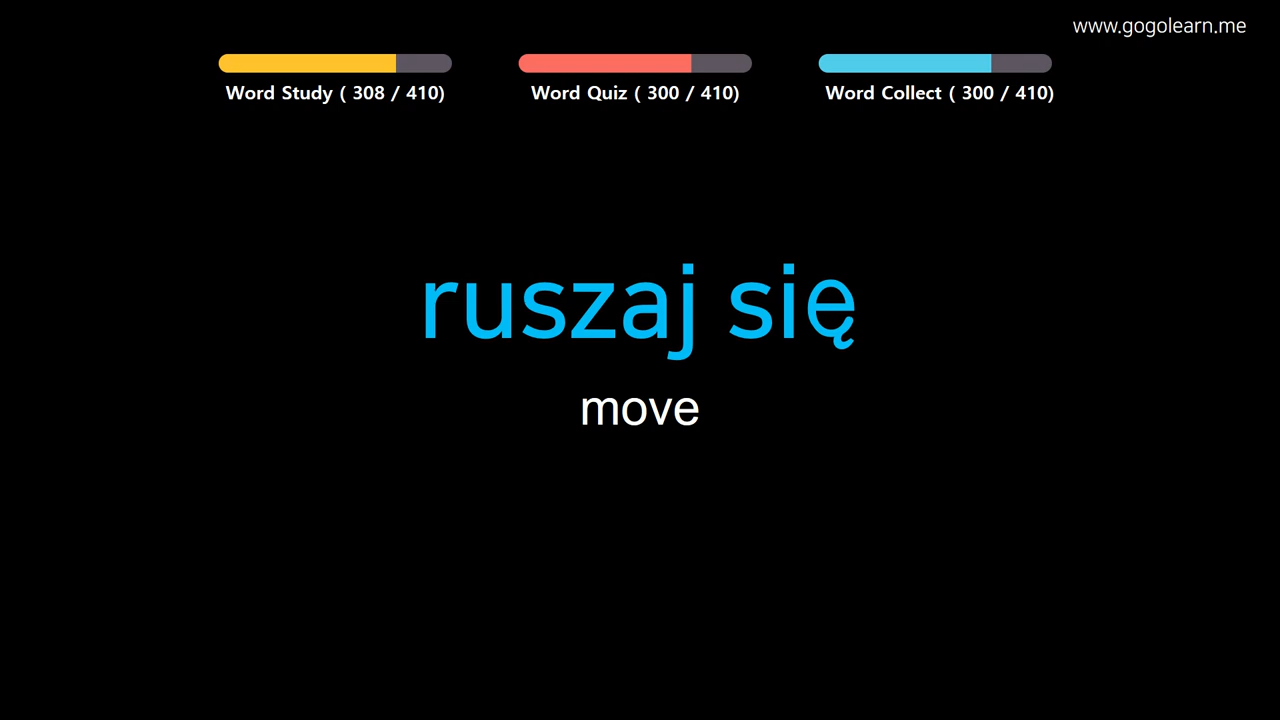 www.gogolearn.me
Word Study ( 308 / 410)
Word Quiz ( 300 / 410)
Word Collect ( 300 / 410)
ruszaj się
move